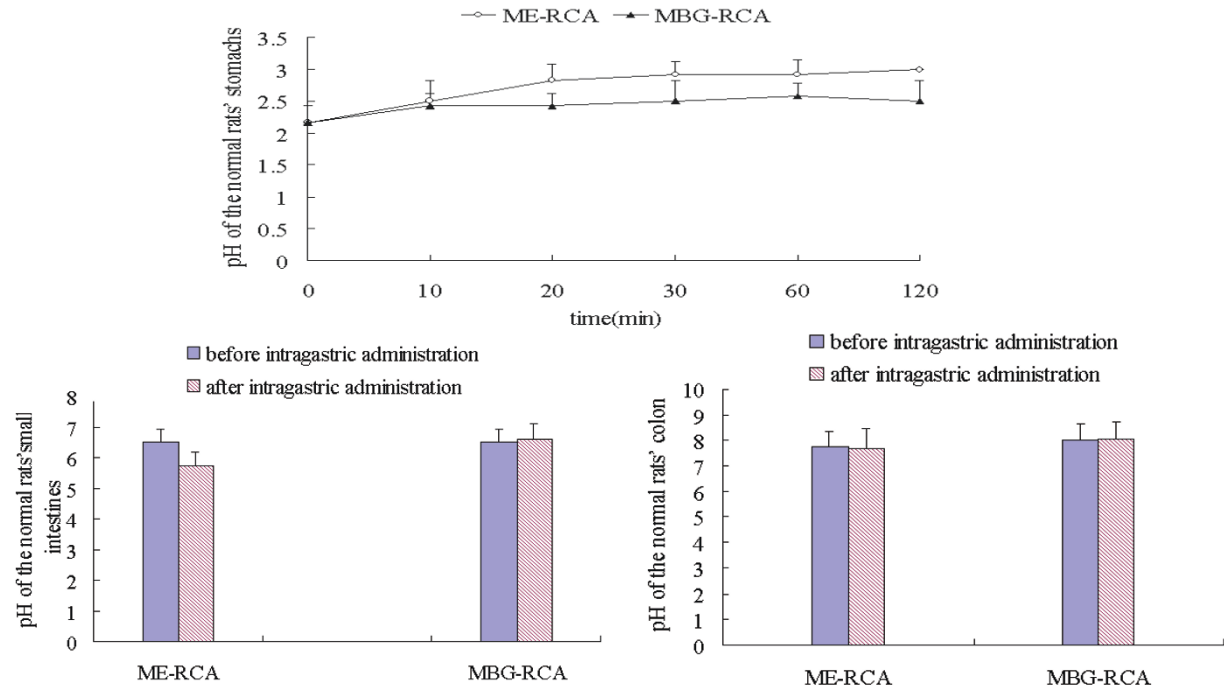 ME-RCA MBG-RCA
pH of the normal rats' stomachs
3.5
3
2.5
2
1.5
1
0.5
0
0 10 20 30 60 120
time(min)
before intragastric administration
after intragastric administration
pH of the normal rats'small
intestines
8
7
6
5
4
3
2
1
0
ME-RCA MBG-RCA
before intragastric administration
after intragastric administration
pH of the normal rats' colon
10
9
8
7
6
5
4
3
2
1
0
ME-RCA MBG-RCA